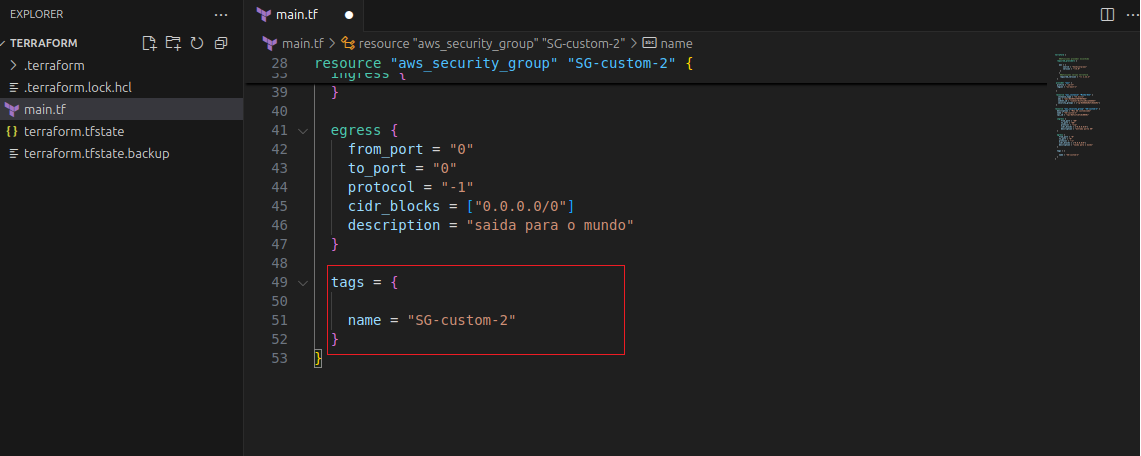 EXPLORER
TERRAFORM
.terraform
.terraform.lock.hcl
main.tf
terraform.tfstate
terraform.tfstate.backup
main.tf
main.tf > resource "aws_security_group" "SG-custom-2" > name
28 resource "aws_security_group" "SG-custom-2" {
33 ingress {
39 }
40
41 egress {
42 from_port = "0"
43 to_port = "0"
44 protocol = "-1"
45 cidr_blocks = ["0.0.0.0/0"]
46 description = "saida para o mundo"
47 }
48
49 tags = {
50
51 name = "SG-custom-2"
52 }
53 }